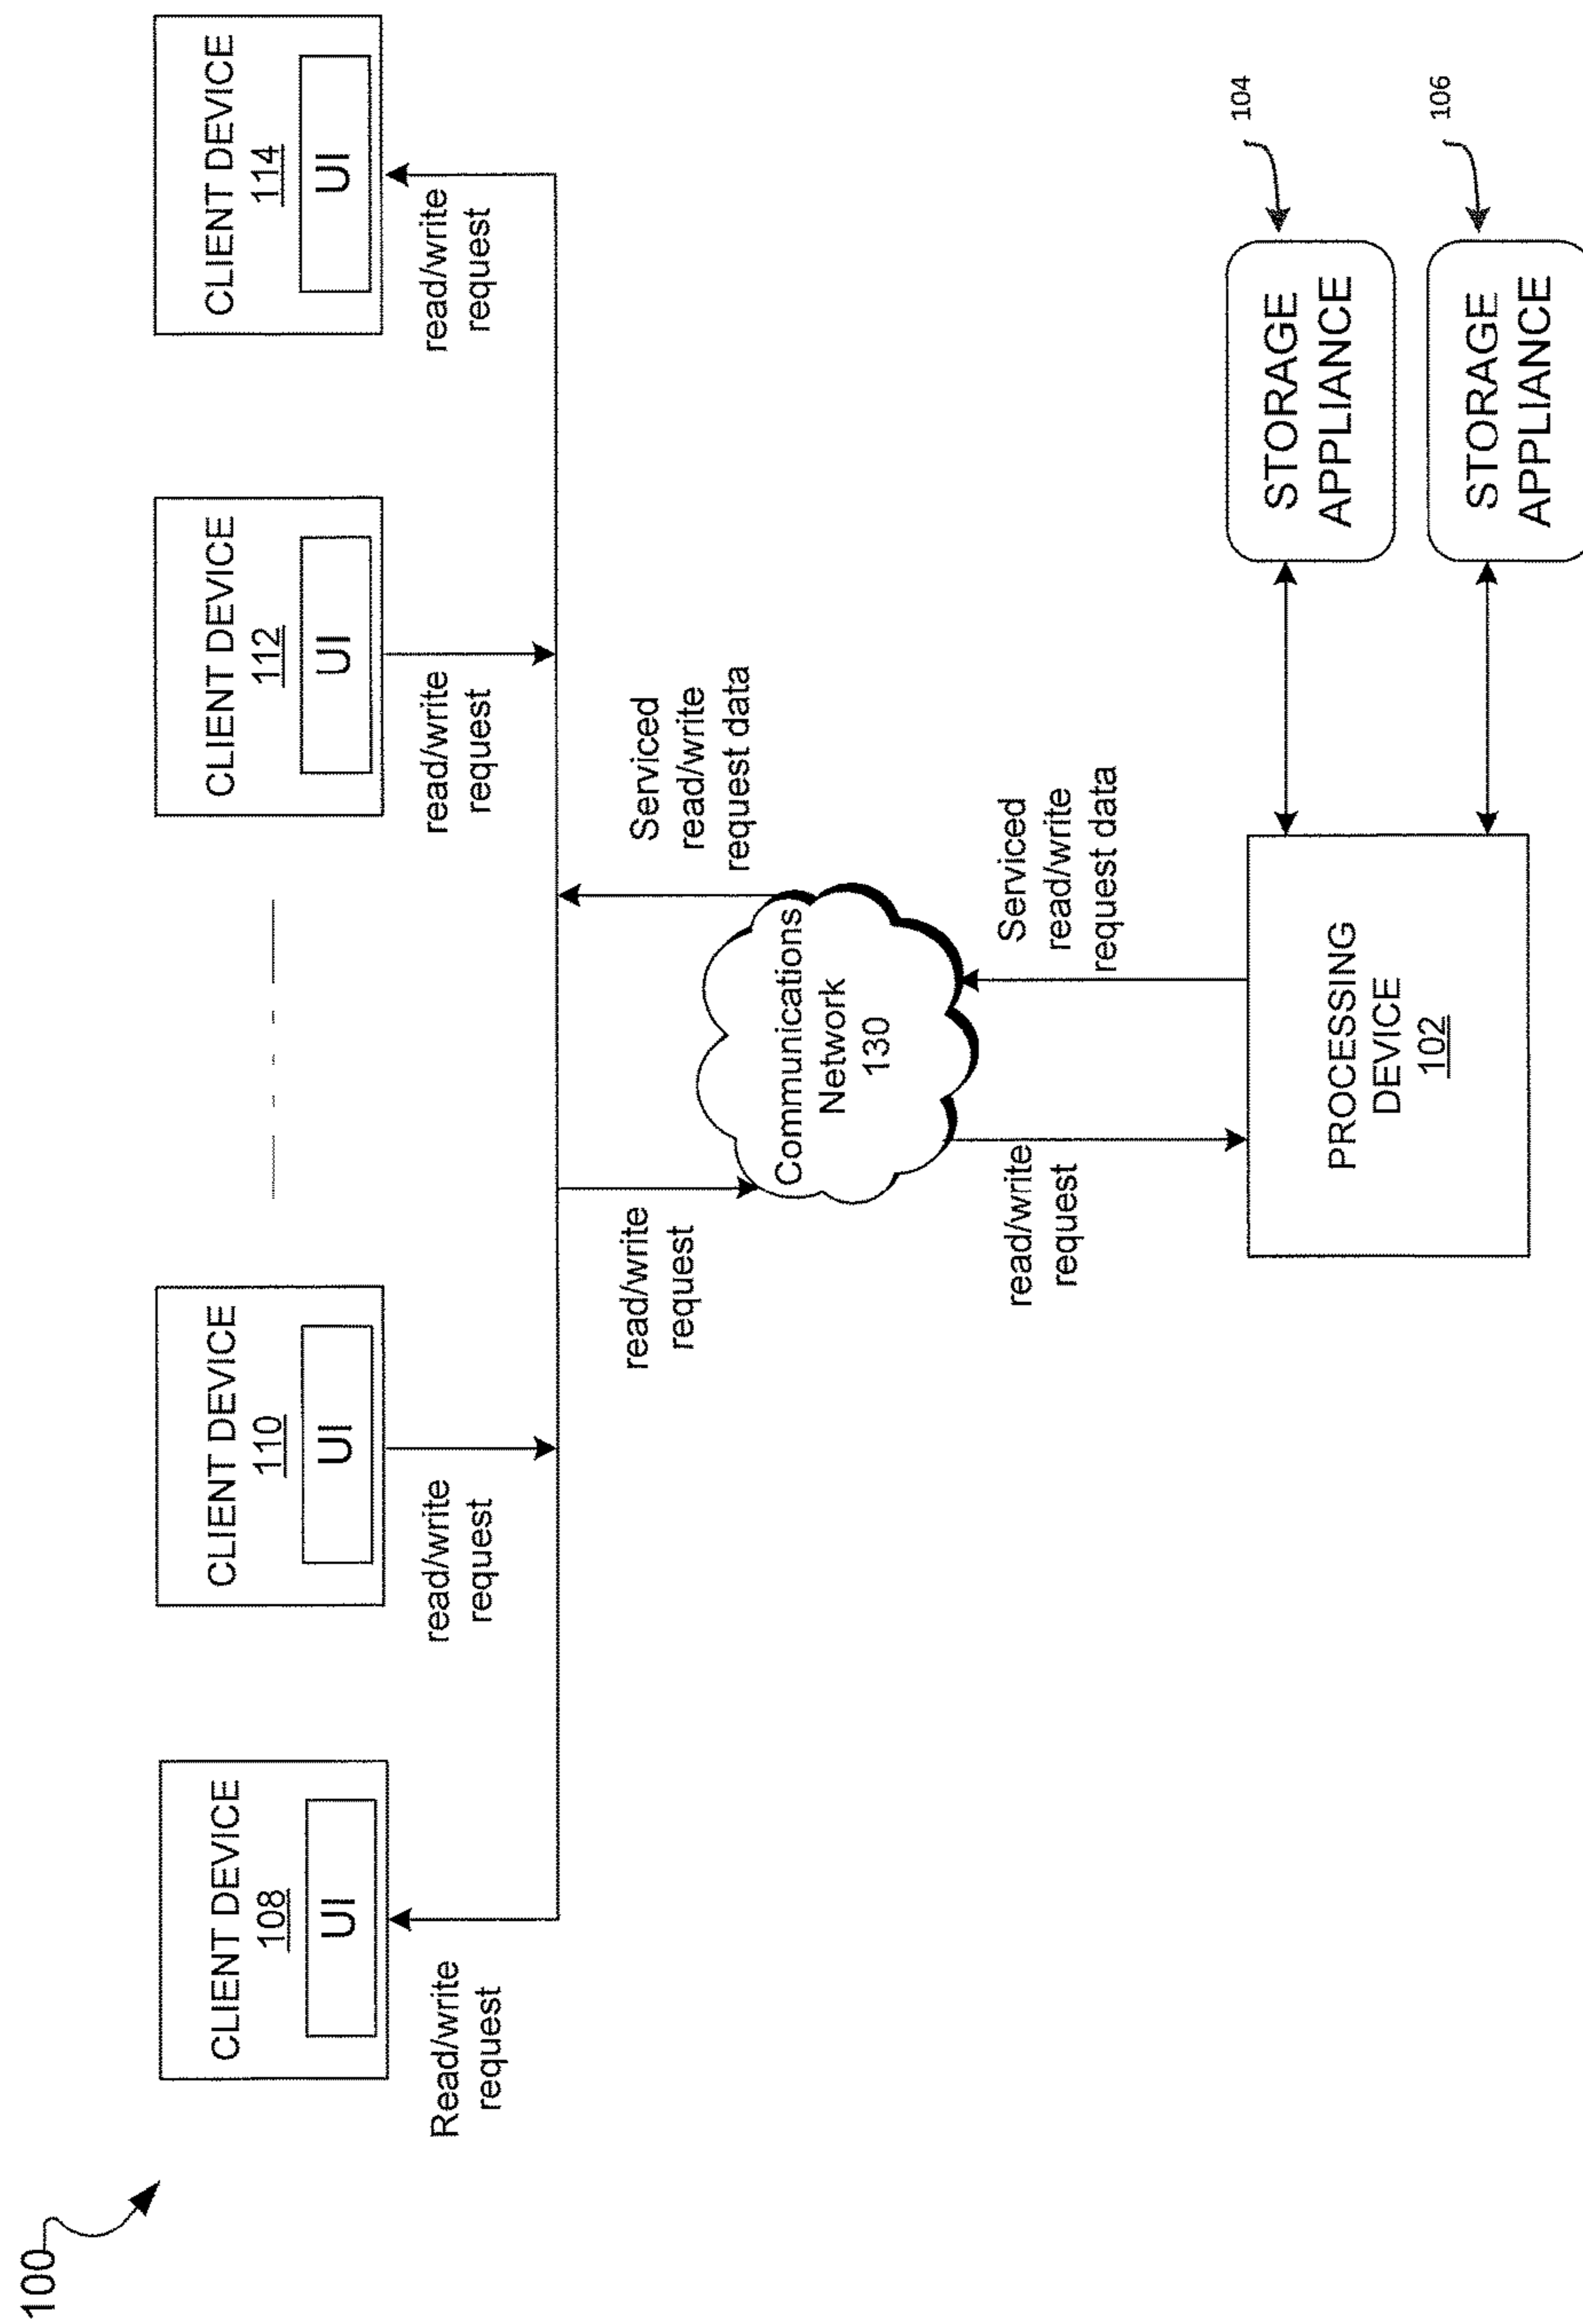 100
CLIENT DEVICE
108
UI
CLIENT DEVICE
110
UI
CLIENT DEVICE
112
UI
CLIENT DEVICE
114
UI
Read/write
request
read/write
request
read/write
request
read/write
request
read/write
request
Serviced
read/write
request data
Communications
Network
130
read/write
request
Serviced
read/write
request data
PROCESSING
DEVICE
102
STORAGE
APPLIANCE
104
STORAGE
APPLIANCE
106